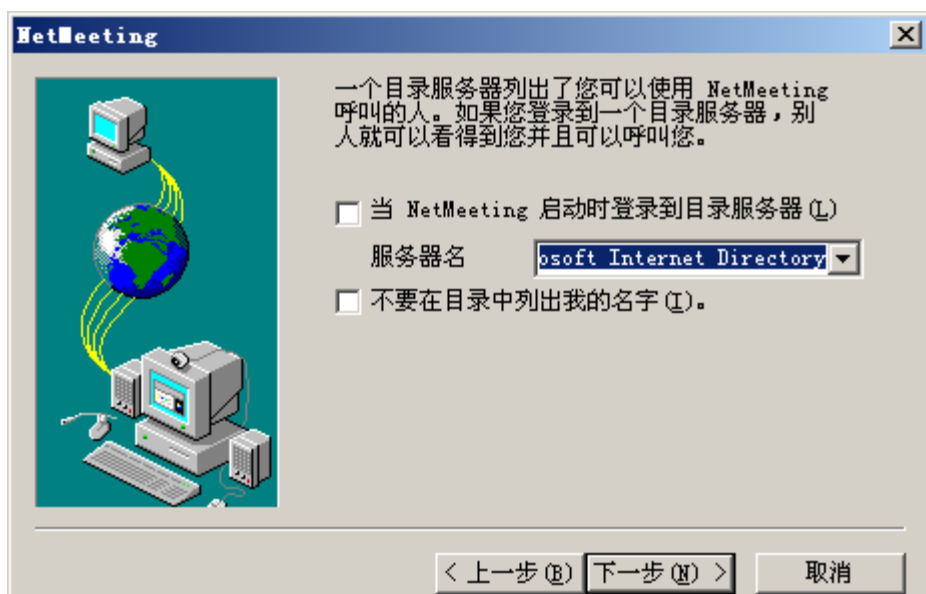 NetMeeting
一个目录服务器列出了您可以使用 NetMeeting
呼叫的人。如果您登录到一个目录服务器，别
人就可以看得到您并且可以呼叫您。
当 NetMeeting 启动时登录到目录服务器(L)
服务器名 osoft Internet Directory
不要在目录中列出我的名字(I)。
< 上一步(B) 下一步(N) > 取消